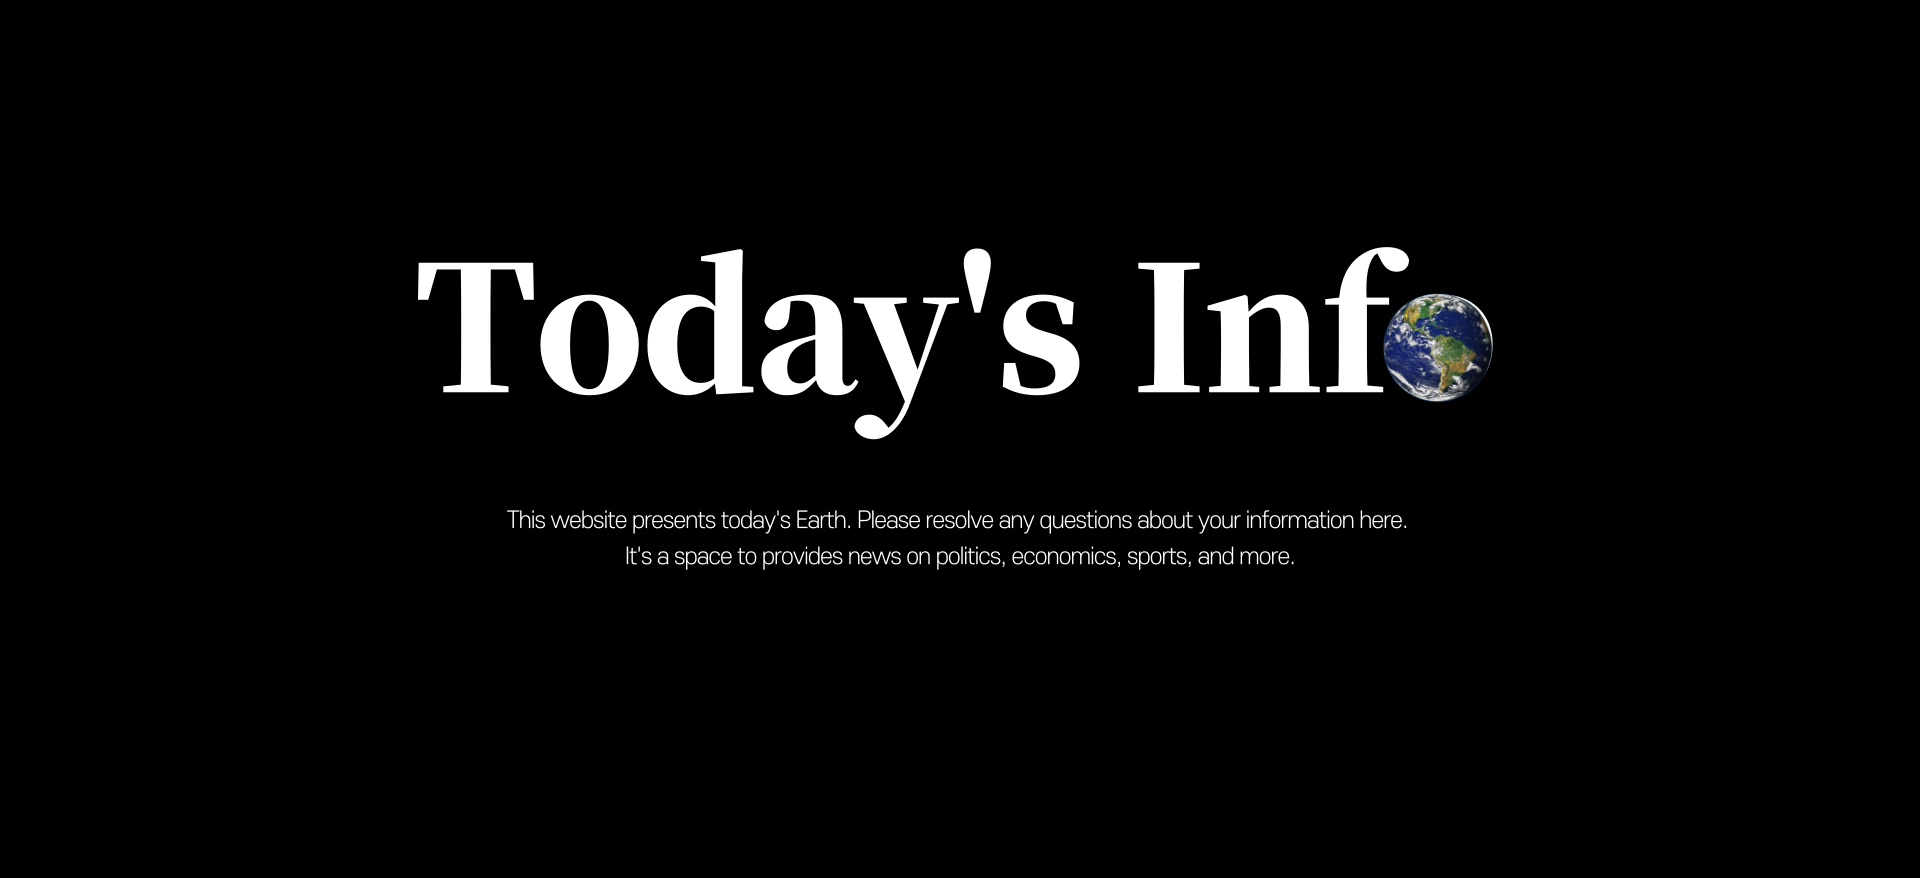 Today's Info
This website presents today's Earth. Please resolve any questions about your information here.
It's a space to provides news on politics, economics, sports, and more.